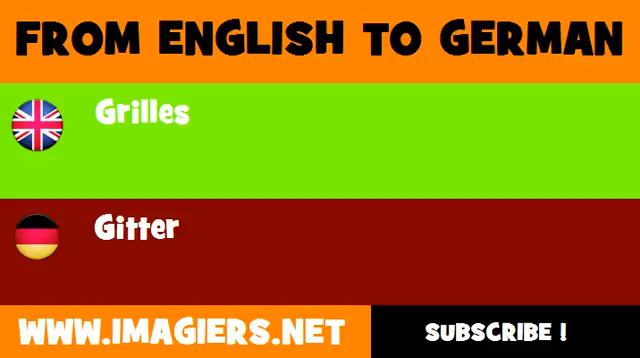 FROM ENGLISH TO GERMAN
Grilles
Gitter
WWW.IMAGIERS.NET
SUBSCRIBE !